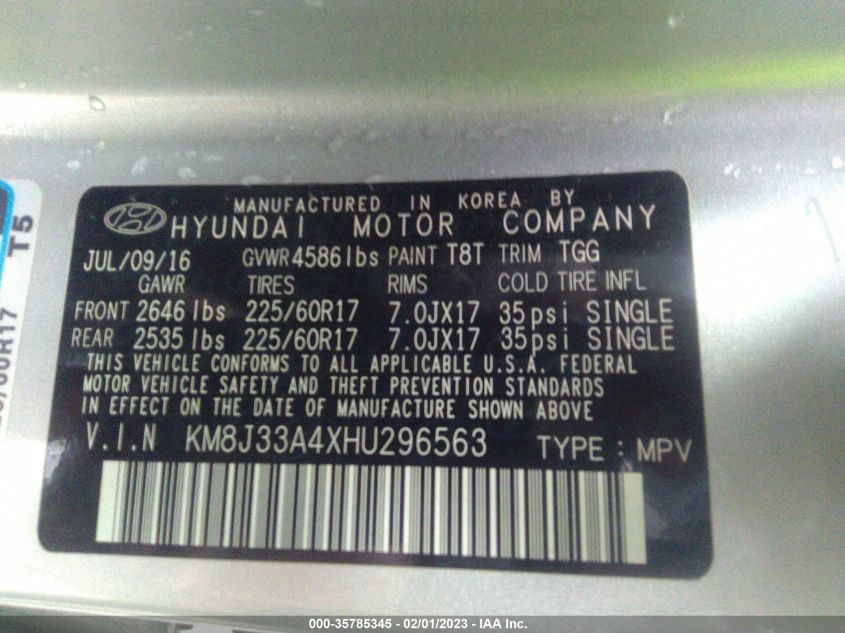 MANUFACTURED IN KOREA BY
HYUNDAI MOTOR COMPANY
JUL/09/16 GVWR 4586 lbs PAINT T8T TRIM TGG
GAWR TIRES RIMS COLD TIRE INFL
FRONT 2646 lbs 225/60R17 7.0JX17 35psi SINGLE
REAR 2535 lbs 225/60R17 7.0JX17 35psi SINGLE
THIS VEHICLE CONFORMS TO ALL APPLICABLE U.S.A. FEDERAL
MOTOR VEHICLE SAFETY AND THEFT PREVENTION STANDARDS
IN EFFECT ON THE DATE OF MANUFACTURE SHOWN ABOVE
V.I.N KM8J33A4XHU296563 TYPE : MPV
T5
000-35785345 - 02/01/2023 - IAA Inc.